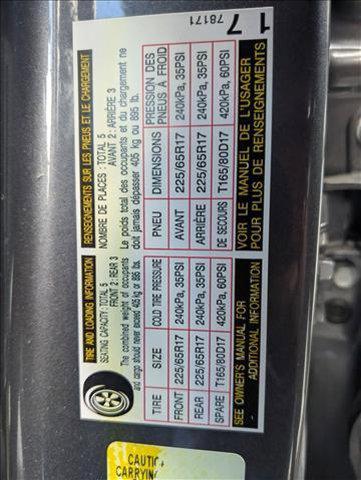 TIRE AND LOADING INFORMATION
SEATING CAPACITY: TOTAL 5
FRONT 2: REAR 3
The combined weight of occupants
and cargo should never exceed 405 kg or 895 lb.
TIRE SIZE COLD TIRE PRESSURE
FRONT 225/65R17 240kPa, 35PSI
REAR 225/65R17 240kPa, 35PSI
SPARE T165/80D17 420kPa, 60PSI
SEE OWNER'S MANUAL FOR
ADDITIONAL INFORMATION
RENSEIGNEMENTS SUR LES PNEUS ET LE CHARGEMENT
NOMBRE DE PLACES : TOTAL 5
AVANT 2: ARRIÈRE 3
Le poids total des occupants et du chargement ne
doit jamais dépasser 405 kg ou 895 lb.
PNEU DIMENSIONS PRESSION DES
PNEUS À FROID
AVANT 225/65R17 240kPa, 35PSI
ARRIÈRE 225/65R17 240kPa, 35PSI
DE SECOURS T165/80D17 420kPa, 60PSI
VOIR LE MANUEL DE L'USAGER
POUR PLUS DE RENSEIGNEMENTS
78171
7
1
CAUTI
CARRYIN